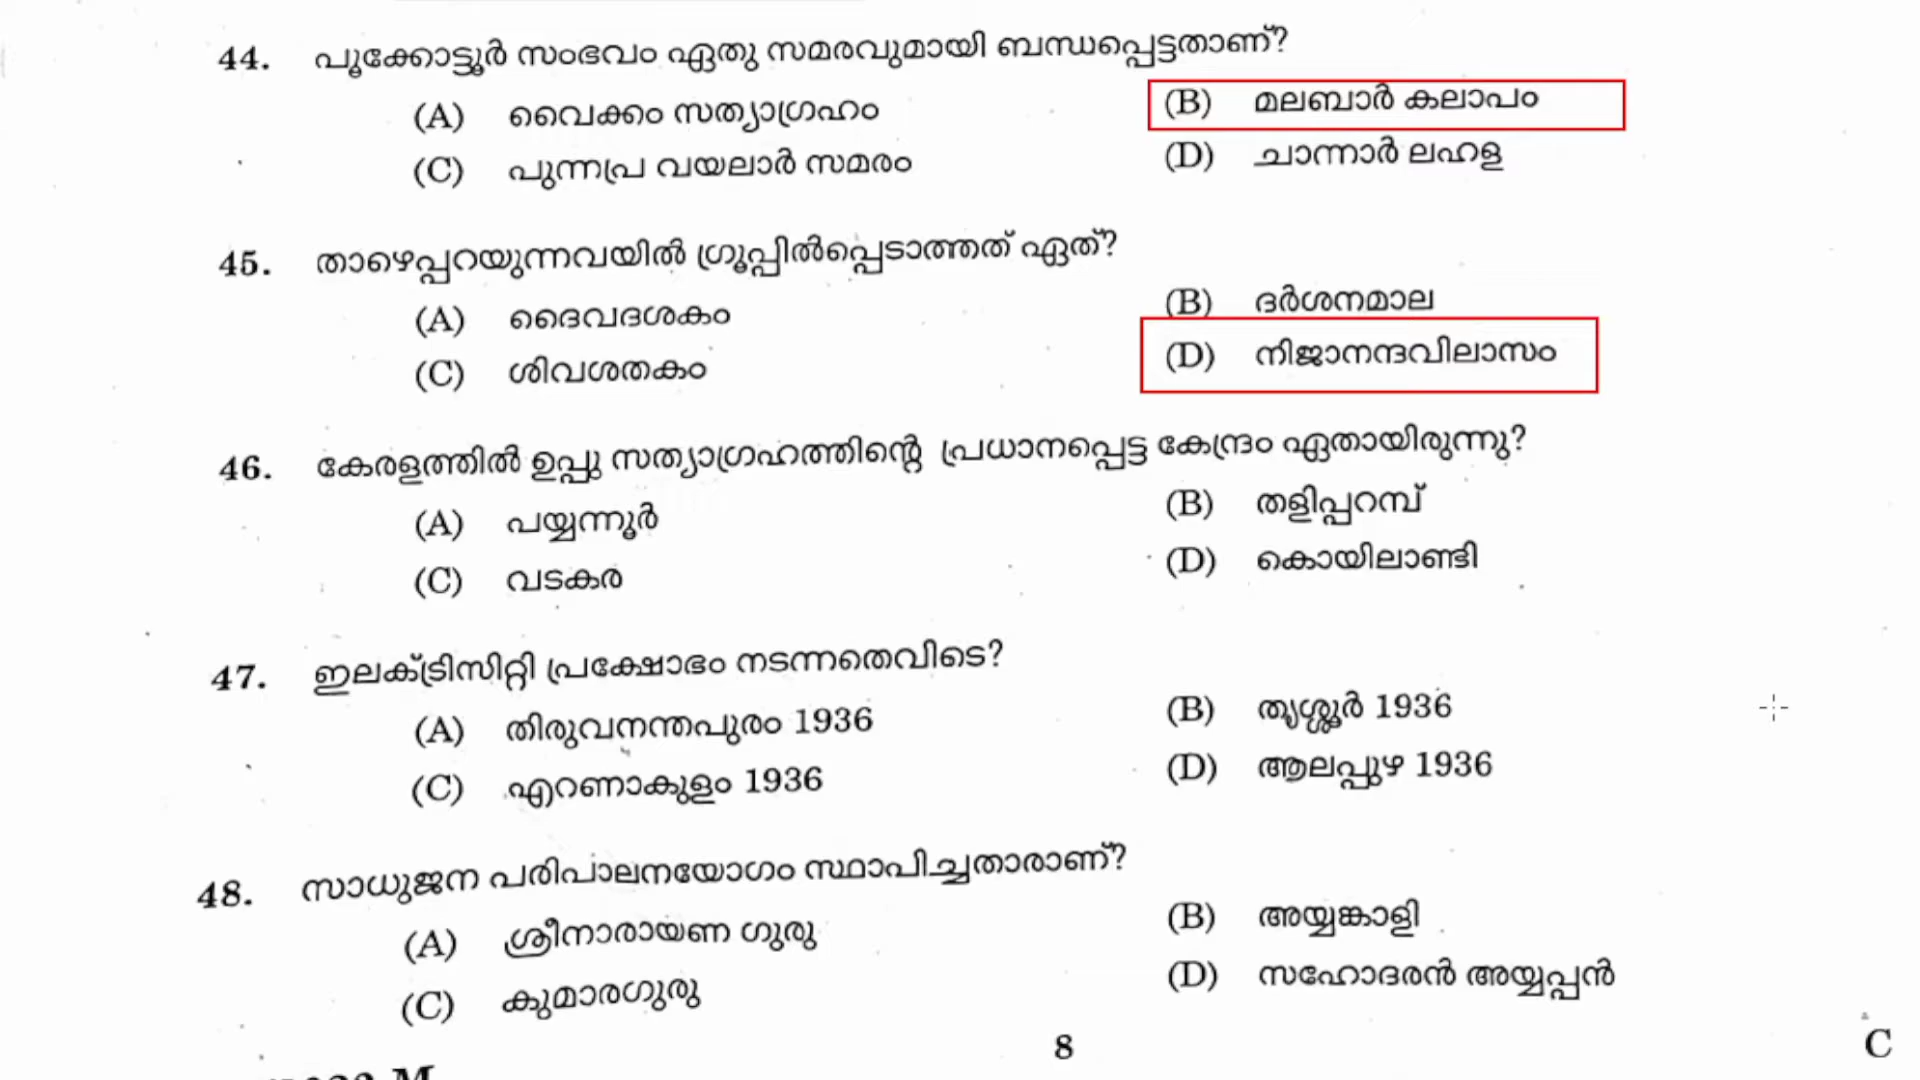 44. പൂക്കോട്ടൂർ സംഭവം ഏതു സമരവുമായി ബന്ധപ്പെട്ടതാണ്?
(A) വൈക്കം സത്യാഗ്രഹം (B) മലബാർ കലാപം
(C) പുന്നപ്ര വയലാർ സമരം (D) ചാന്നാർ ലഹള
45. താഴെപ്പറയുന്നവയിൽ ഗ്രൂപ്പിൽപ്പെടാത്തത് ഏത്?
(A) ദൈവദശകം (B) ദർശനമാല
(C) ശിവശതകം (D) നിജാനന്ദവിലാസം
46. കേരളത്തിൽ ഉപ്പു സത്യാഗ്രഹത്തിന്റെ പ്രധാനപ്പെട്ട കേന്ദ്രം ഏതായിരുന്നു?
(A) പയ്യന്നൂർ (B) തളിപ്പറമ്പ്
(C) വടകര (D) കൊയിലാണ്ടി
47. ഇലക്ട്രിസിറ്റി പ്രക്ഷോഭം നടന്നതെവിടെ?
(A) തിരുവനന്തപുരം 1936 (B) തൃശ്ശൂർ 1936
(C) എറണാകുളം 1936 (D) ആലപ്പുഴ 1936
48. സാധുജന പരിപാലനയോഗം സ്ഥാപിച്ചതാരാണ്?
(A) ശ്രീനാരായണ ഗുരു (B) അയ്യങ്കാളി
(C) കുമാരഗുരു (D) സഹോദരൻ അയ്യപ്പൻ
8 C